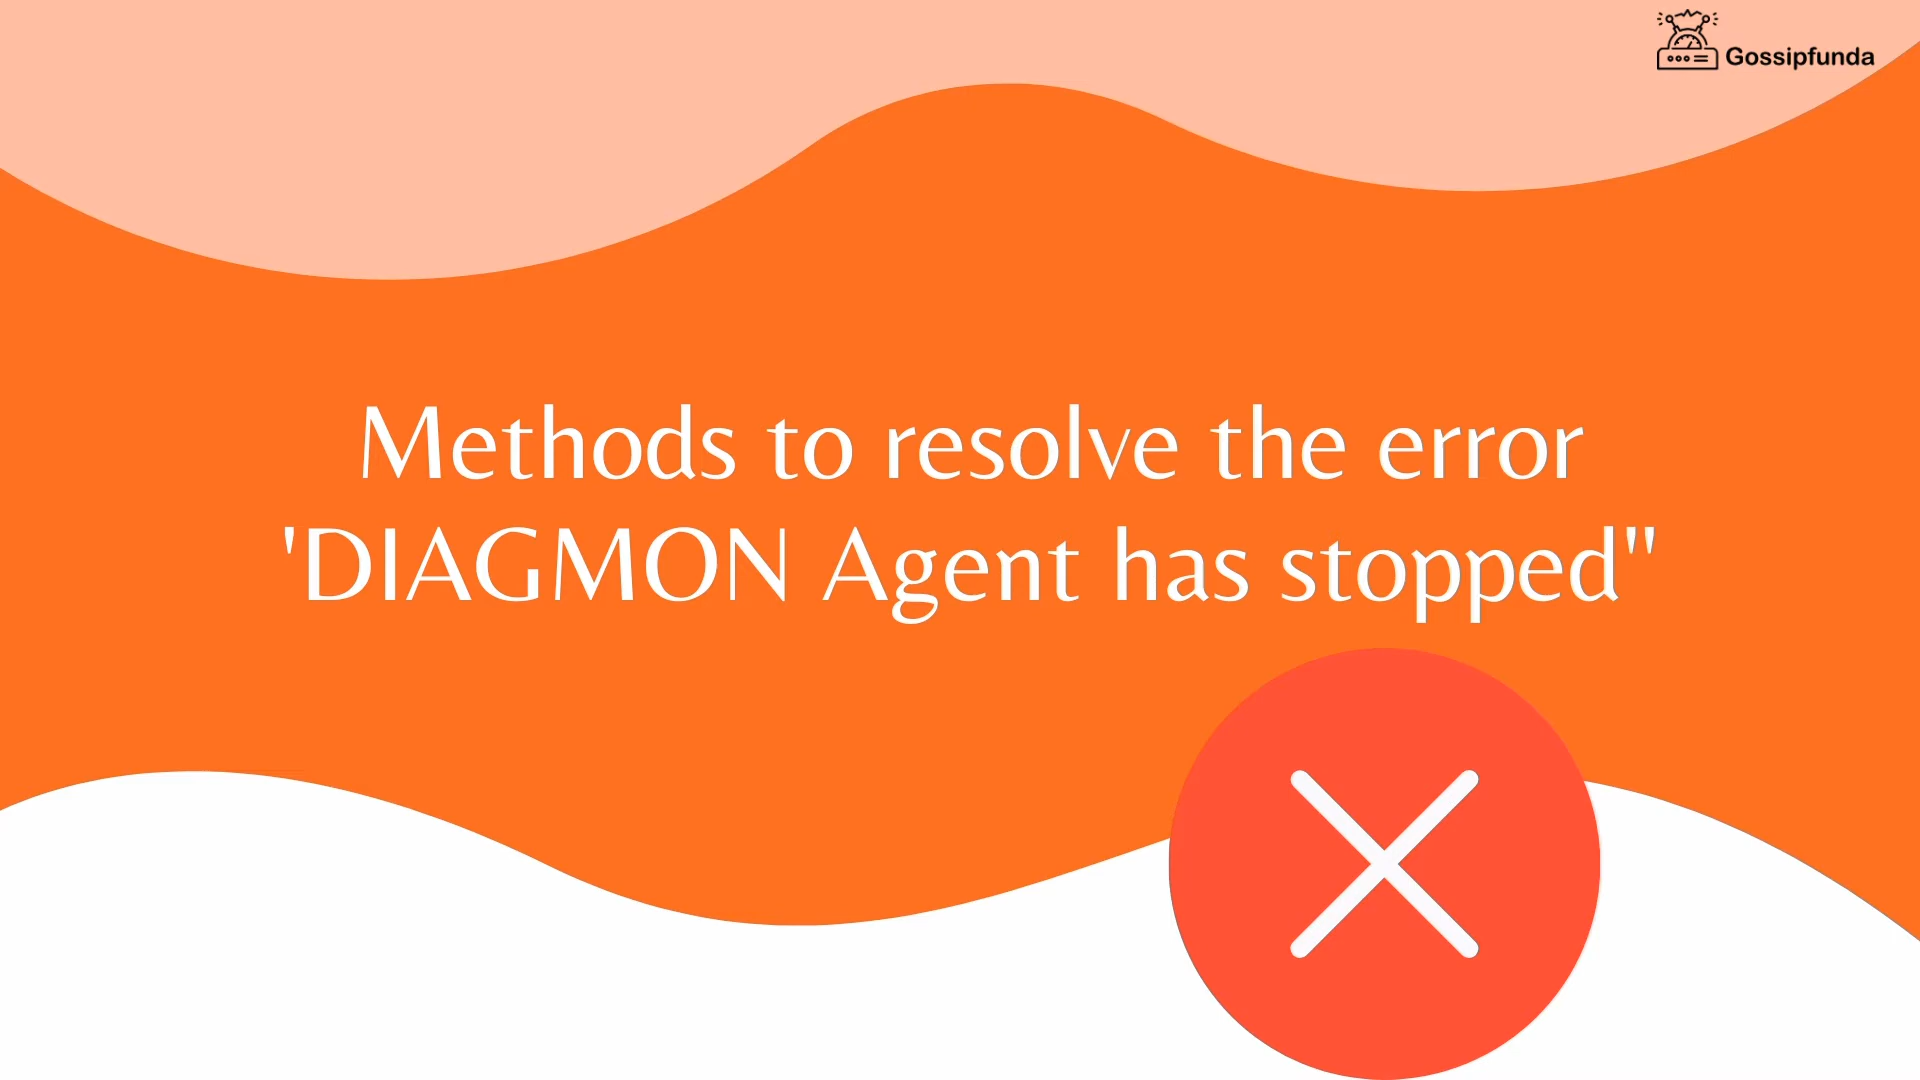 Gossipfunda
Methods to resolve the error
'DIAGMON Agent has stopped"